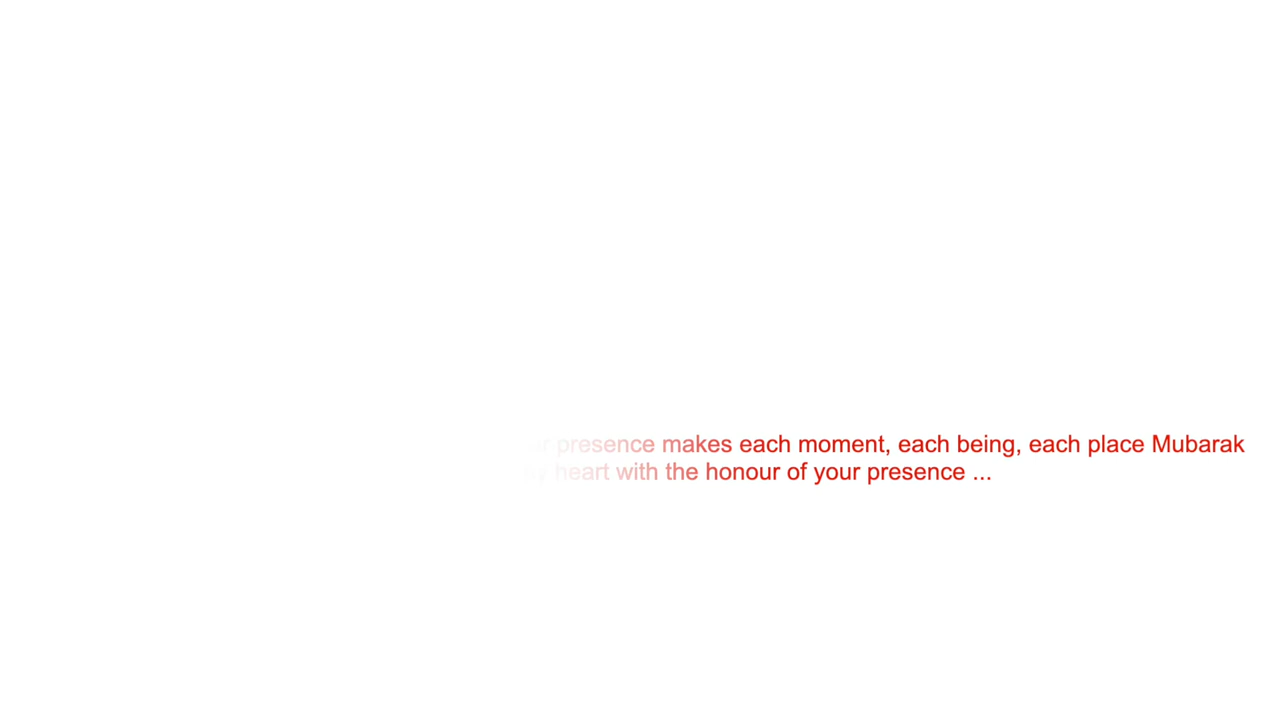 presence makes each moment, each being, each place Mubarak
heart with the honour of your presence ...